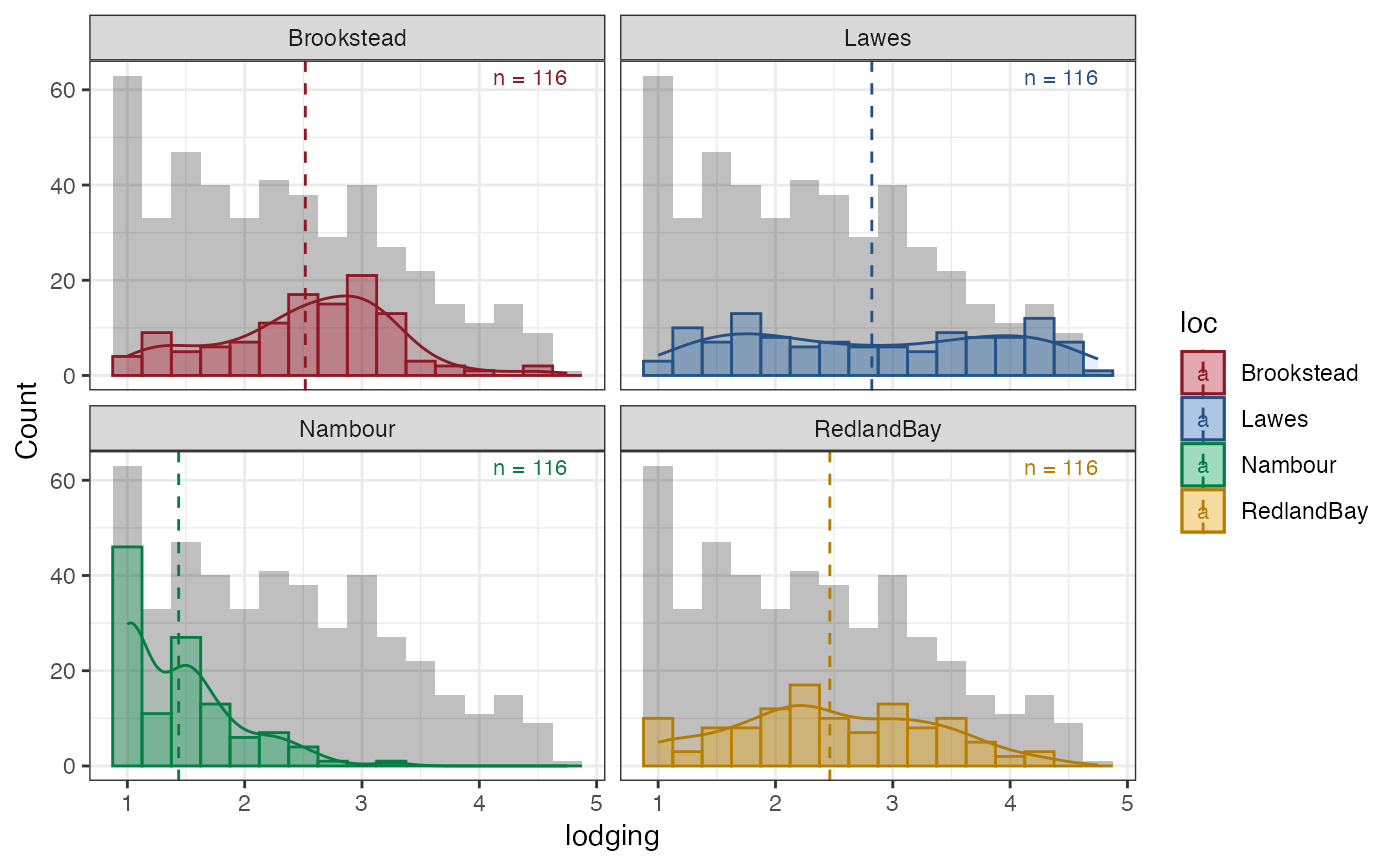 Brookstead
Lawes
n = 116
n = 116
60
40
20
0
Nambour
RedlandBay
n = 116
n = 116
60
40
20
0
1 2 3 4 5
1 2 3 4 5
lodging
Count
loc
a Brookstead
a Lawes
a Nambour
a RedlandBay